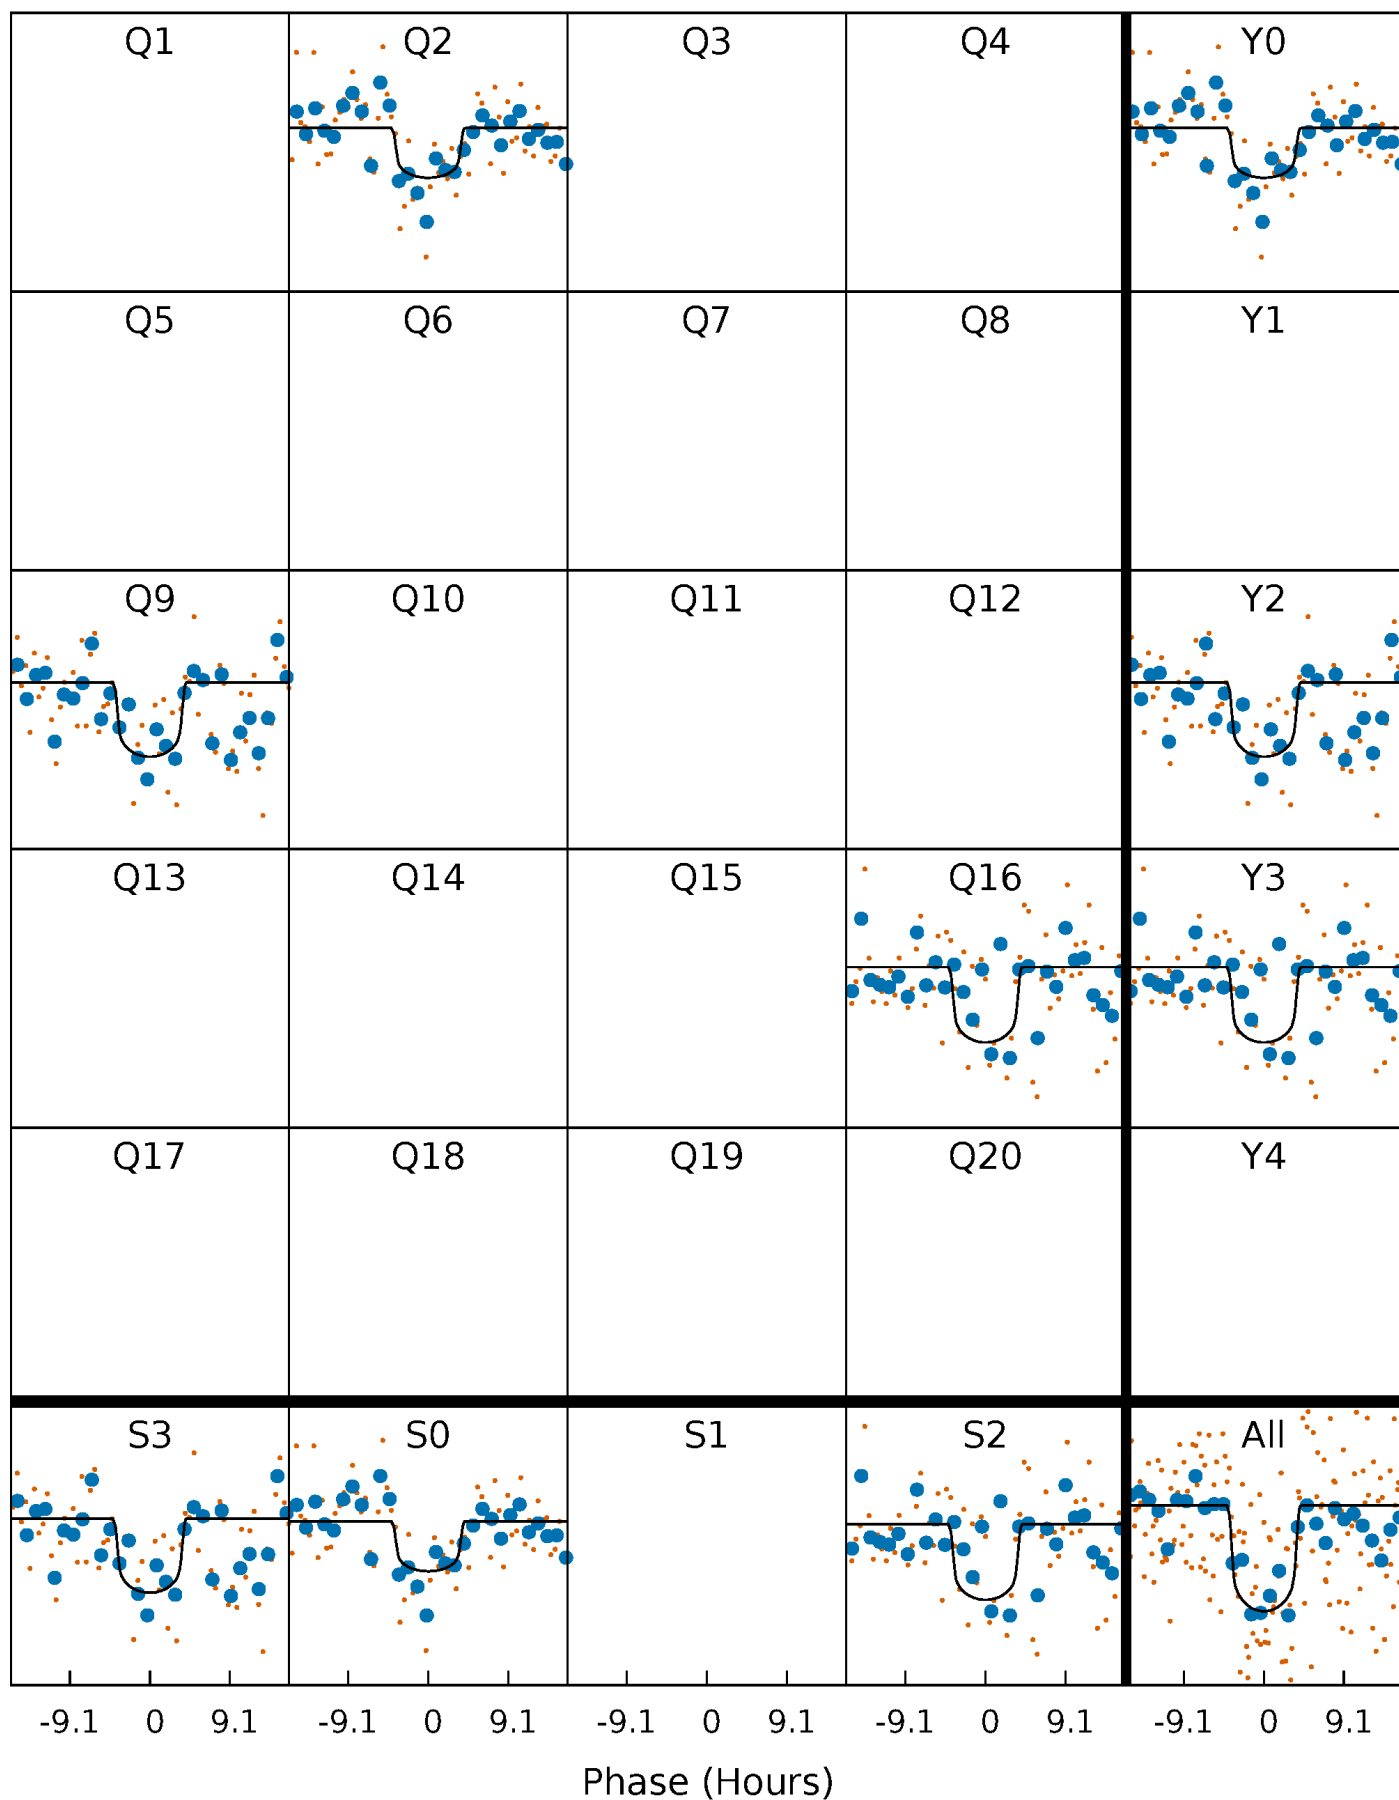 Q1 Q2 Q3 Q4 Y0
Q5 Q6 Q7 Q8 Y1
Q9 Q10 Q11 Q12 Y2
Q13 Q14 Q15 Q16 Y3
Q17 Q18 Q19 Q20 Y4
S3 S0 S1 S2 All
-9.1 0 9.1 -9.1 0 9.1 -9.1 0 9.1 -9.1 0 9.1 -9.1 0 9.1
Phase (Hours)